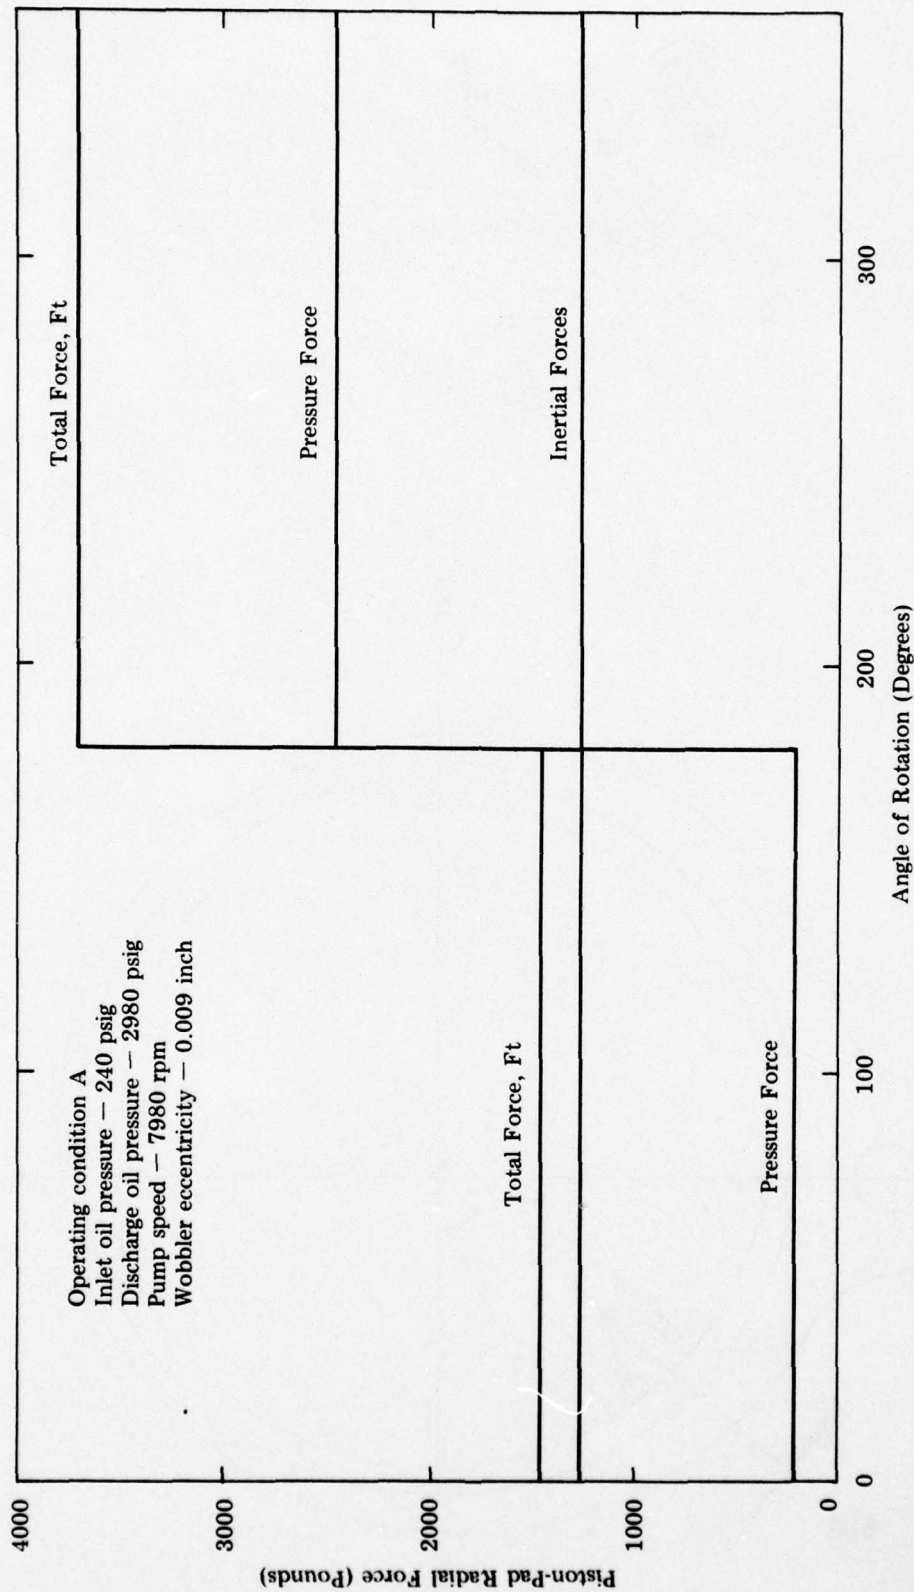 Operating condition A
Inlet oil pressure — 240 psig
Discharge oil pressure — 2980 psig
Pump speed — 7980 rpm
Wobbler eccentricity — 0.009 inch
Total Force, Ft
Pressure Force
Inertial Forces
Total Force, Ft
Pressure Force
4000
3000
2000
1000
0
Piston-Pad Radial Force (Pounds)
0
100
200
300
Angle of Rotation (Degrees)